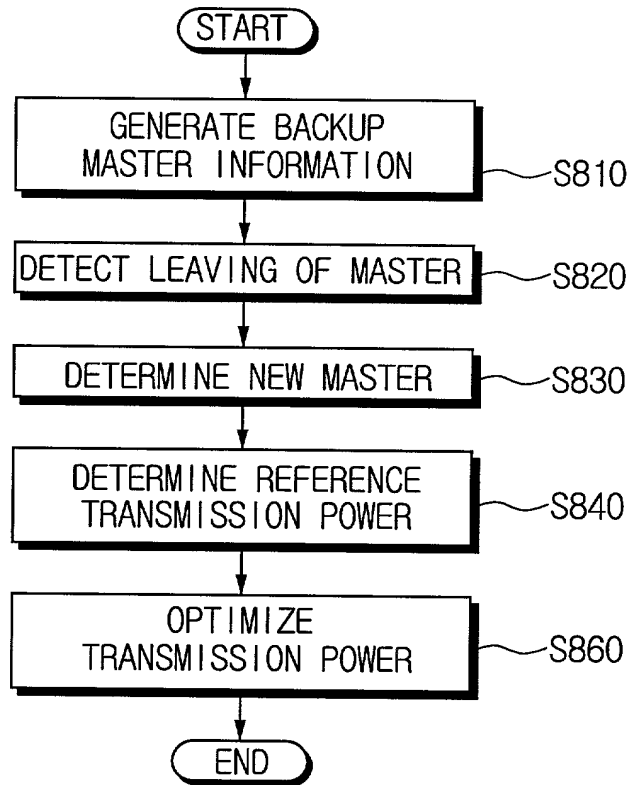 START
GENERATE BACKUP
MASTER INFORMATION
S810
DETECT LEAVING OF MASTER
S820
DETERMINE NEW MASTER
S830
DETERMINE REFERENCE
TRANSMISSION POWER
S840
OPTIMIZE
TRANSMISSION POWER
S860
END